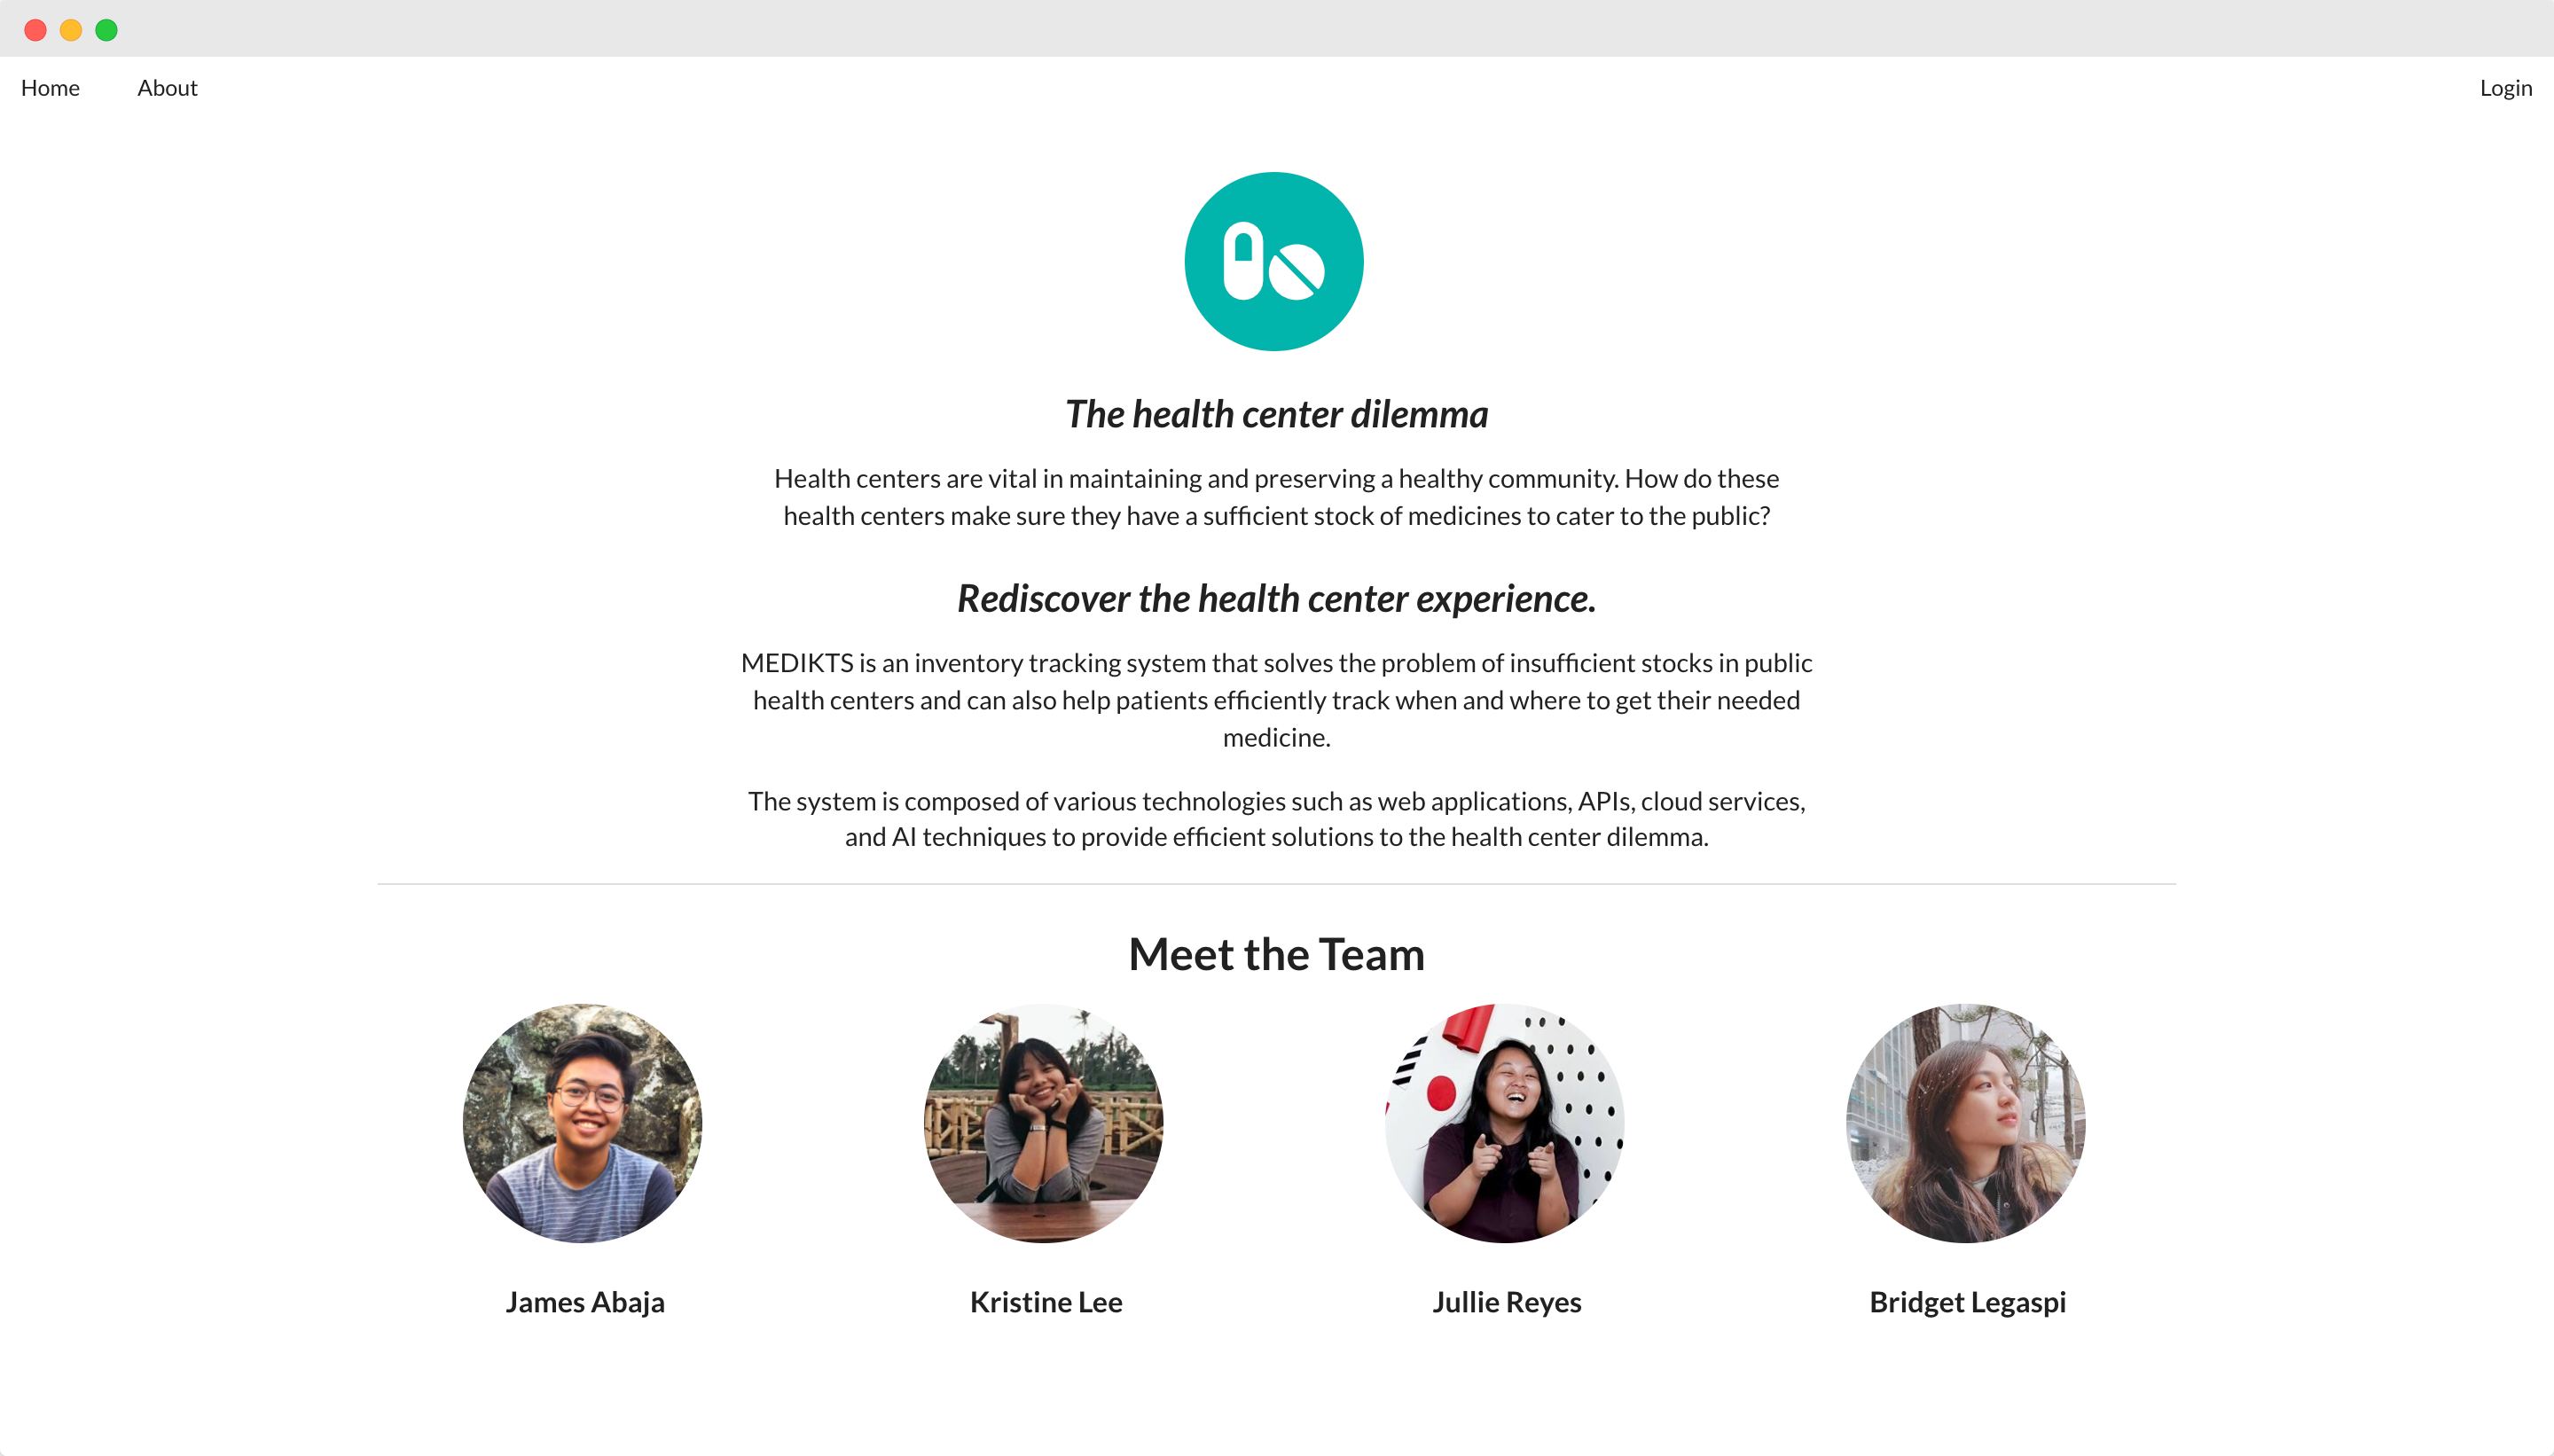 Home
About
Login
The health center dilemma
Health centers are vital in maintaining and preserving a healthy community. How do these
health centers make sure they have a sufficient stock of medicines to cater to the public?
Rediscover the health center experience.
MEDIKTS is an inventory tracking system that solves the problem of insufficient stocks in public
health centers and can also help patients efficiently track when and where to get their needed
medicine.
The system is composed of various technologies such as web applications, APIs, cloud services,
and AI techniques to provide efficient solutions to the health center dilemma.
Meet the Team
James Abaja
Kristine Lee
Jullie Reyes
Bridget Legaspi